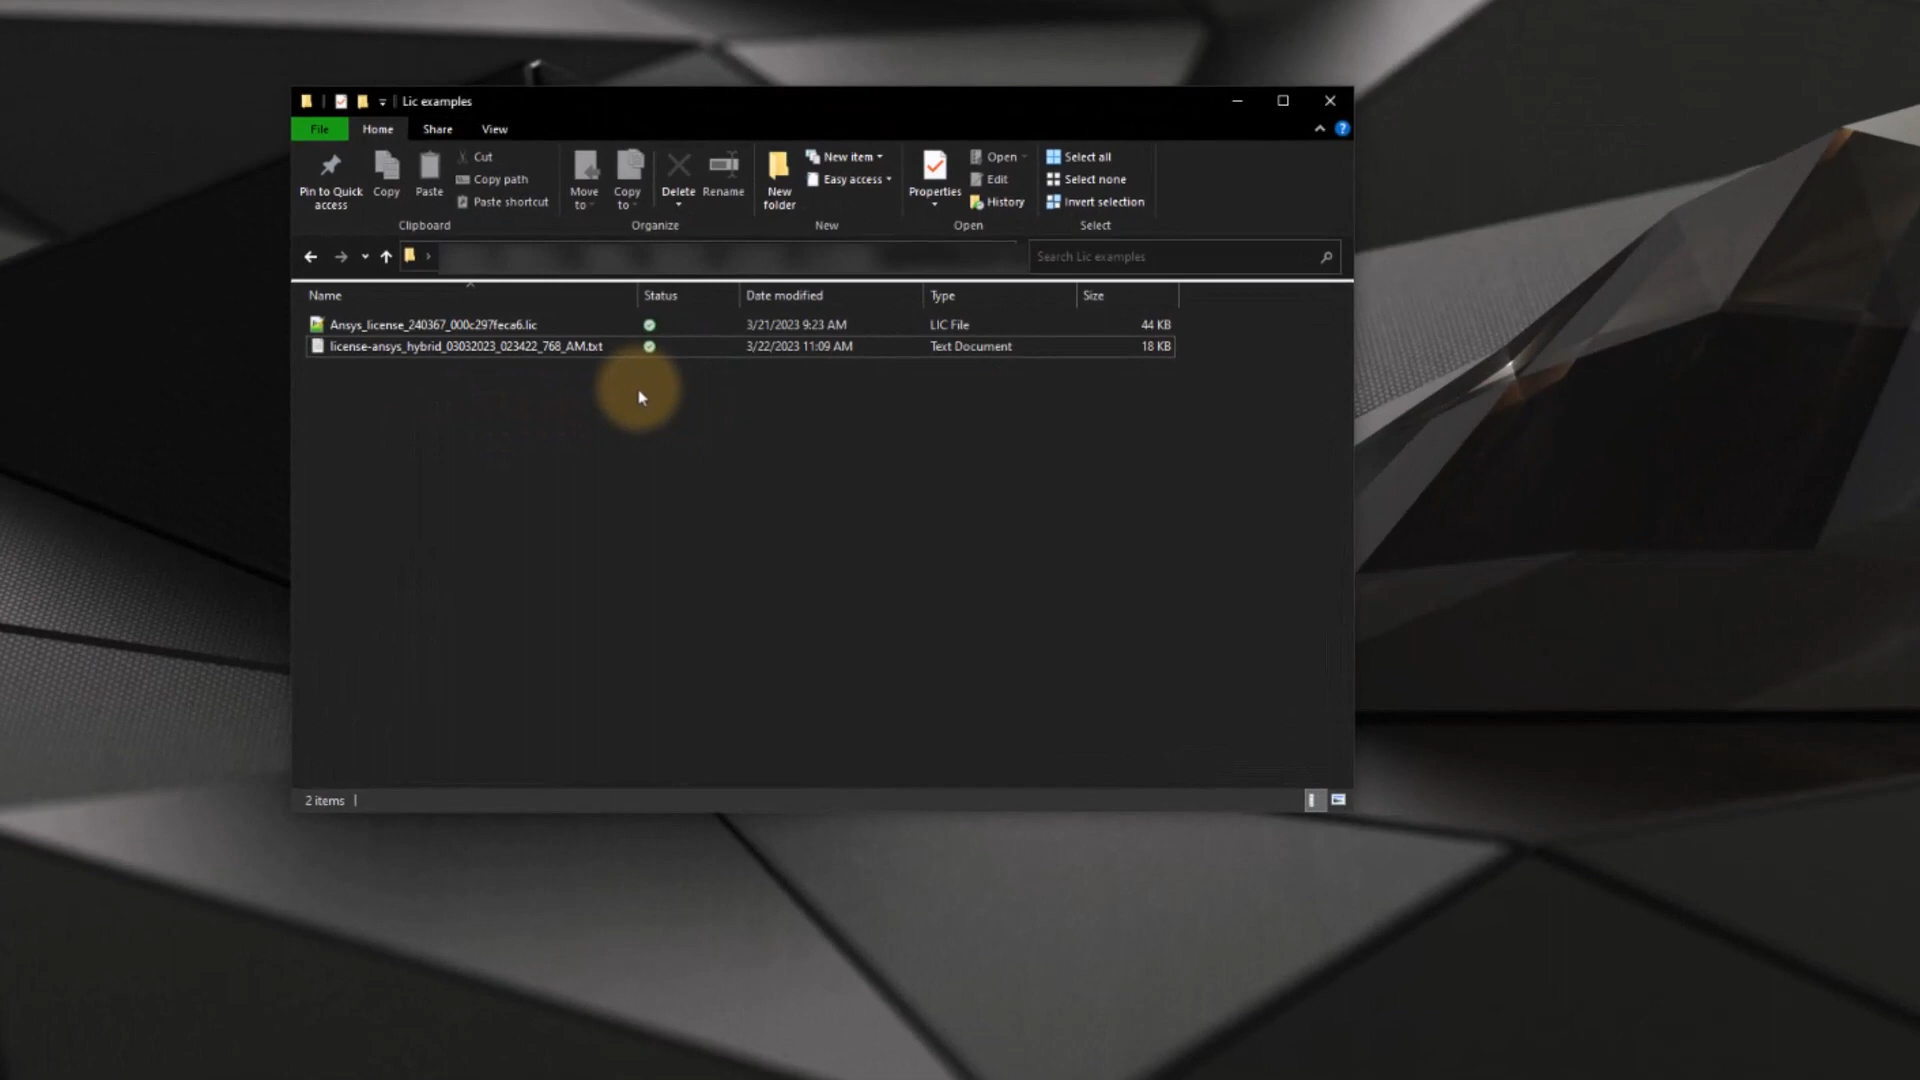 Lic examples
File Home Share View
Pin to Quick access
Copy
Paste
Cut
Copy path
Paste shortcut
Clipboard
Move to
Copy to
Delete
Rename
Organize
New folder
New item
Easy access
New
Properties
Open
Edit
History
Open
Select all
Select none
Invert selection
Select
Search Lic examples
Name Status Date modified Type Size
Ansys_license_240367_000c297feca6.lic 3/21/2023 9:23 AM LIC File 44 KB
license-ansys_hybrid_03032023_023422_768_AM.txt 3/22/2023 11:09 AM Text Document 18 KB
2 items